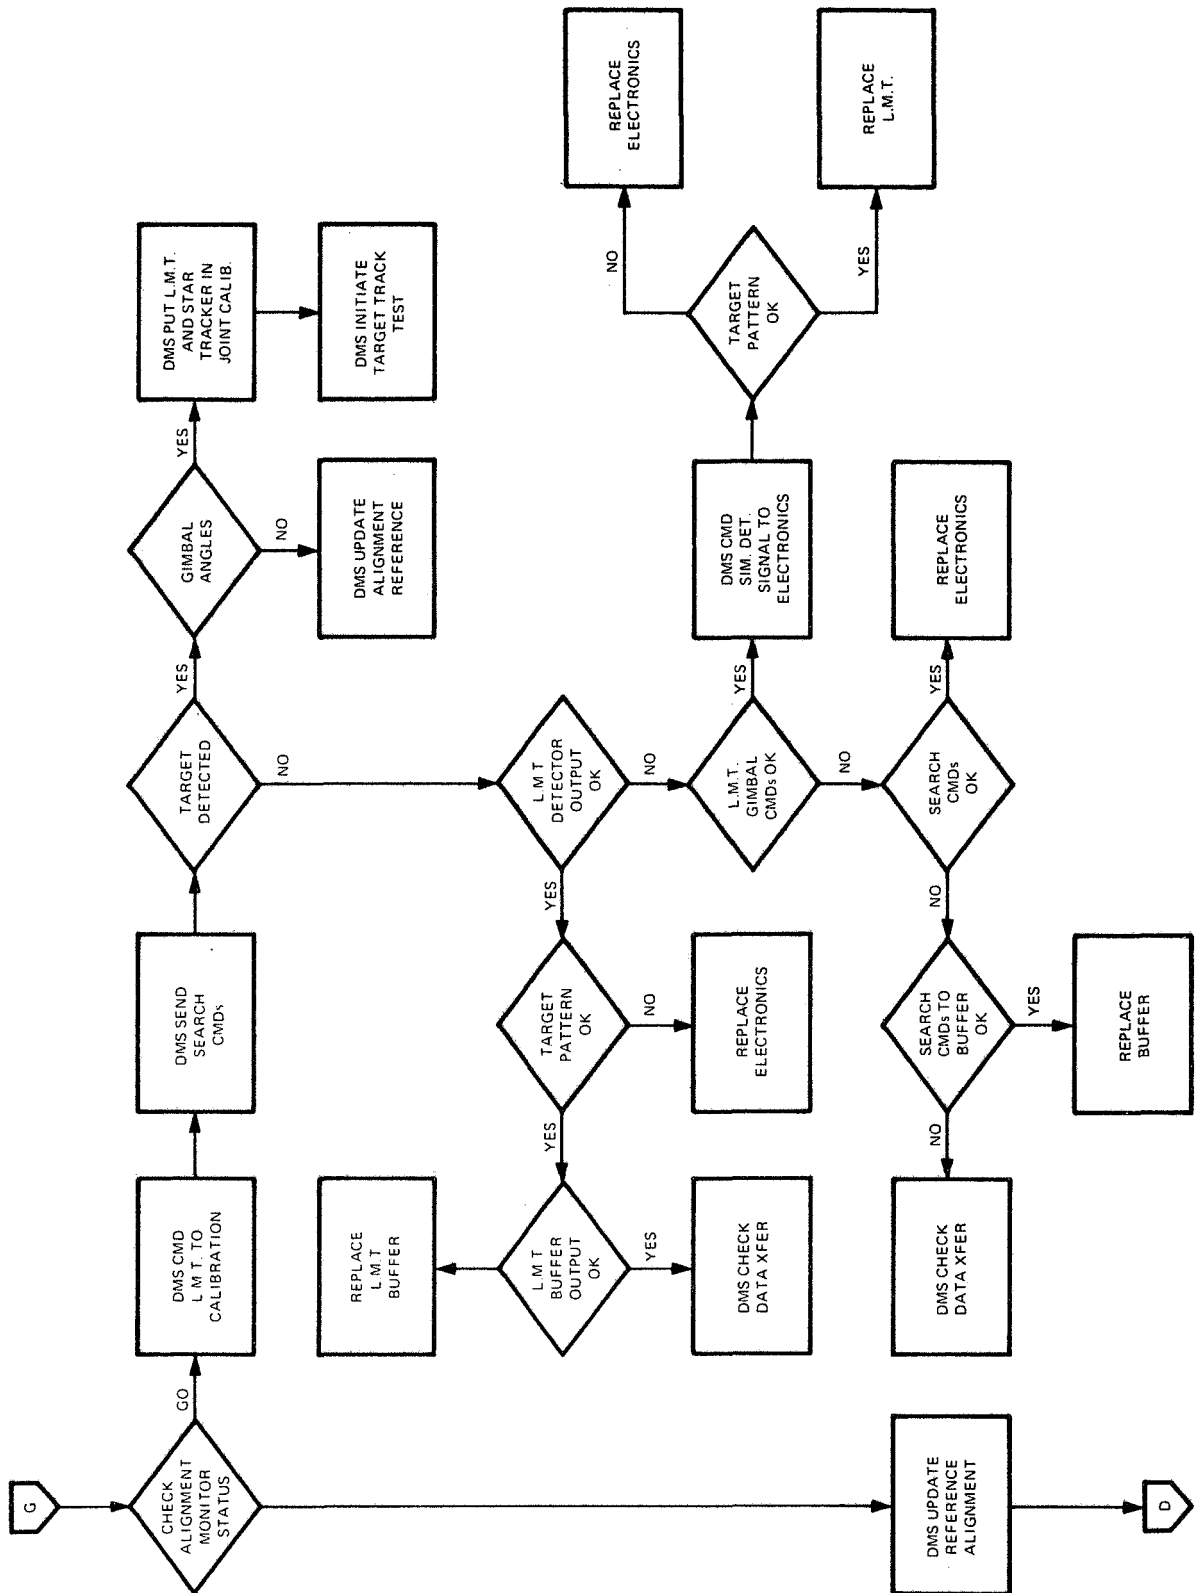 G
CHECK
ALIGNMENT
MONITOR
STATUS
GO
DMS CMD
L M T. TO
CALIBRATION
DMS SEND
SEARCH
CMDs
TARGET
DETECTED
YES
GIMBAL
ANGLES
YES
DMS PUT L.M.T.
AND STAR
TRACKER IN
JOINT CALIB.
NO
NO
DMS UPDATE
ALIGNMENT
REFERENCE
DMS INITIATE
TARGET TRACK
TEST
REPLACE
L.M.T
BUFFER
L.M.T
BUFFER
OUTPUT
OK
YES
TARGET
PATTERN
OK
YES
L.M.T
DETECTOR
OUTPUT
OK
YES
NO
NO
DMS CHECK
DATA XFER
REPLACE
ELECTRONICS
L.M.T.
GIMBAL
CMDs OK
YES
DMS CMD
SIM. DET.
SIGNAL TO
ELECTRONICS
TARGET
PATTERN
OK
NO
REPLACE
ELECTRONICS
YES
REPLACE
L.M.T.
NO
DMS UPDATE
REFERENCE
ALIGNMENT
DMS CHECK
DATA XFER
NO
SEARCH
CMDs TO
BUFFER
OK
NO
SEARCH
CMDs
OK
YES
REPLACE
ELECTRONICS
YES
REPLACE
BUFFER
D